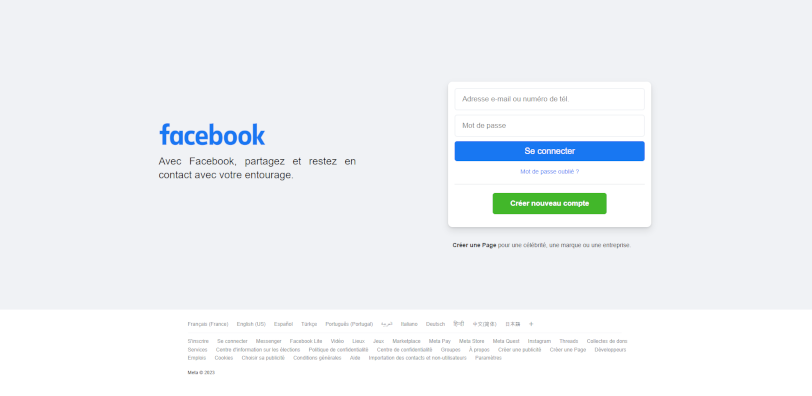 facebook
Avec Facebook, partagez et restez en
contact avec votre entourage.
Adresse e-mail ou numéro de tél.
Mot de passe
Se connecter
Mot de passe oublié ?
Créer nouveau compte
Créer une Page pour une célébrité, une marque ou une entreprise.
Français (France) English (US) Español Türkçe Português (Portugal) العربية Italiano Deutsch हिन्दी 中文(简体) 日本語 +
S'inscrire Se connecter Messenger Facebook Lite Vidéo Lieux Jeux Marketplace Meta Pay Meta Store Meta Quest Instagram Threads Collectes de dons
Services Centre d'information sur les élections Politique de confidentialité Centre de confidentialité Groupes À propos Créer une publicité Créer une Page Développeurs
Emplois Cookies Choisir sa publicité Conditions générales Aide Importation des contacts et non-utilisateurs Paramètres
Meta © 2023